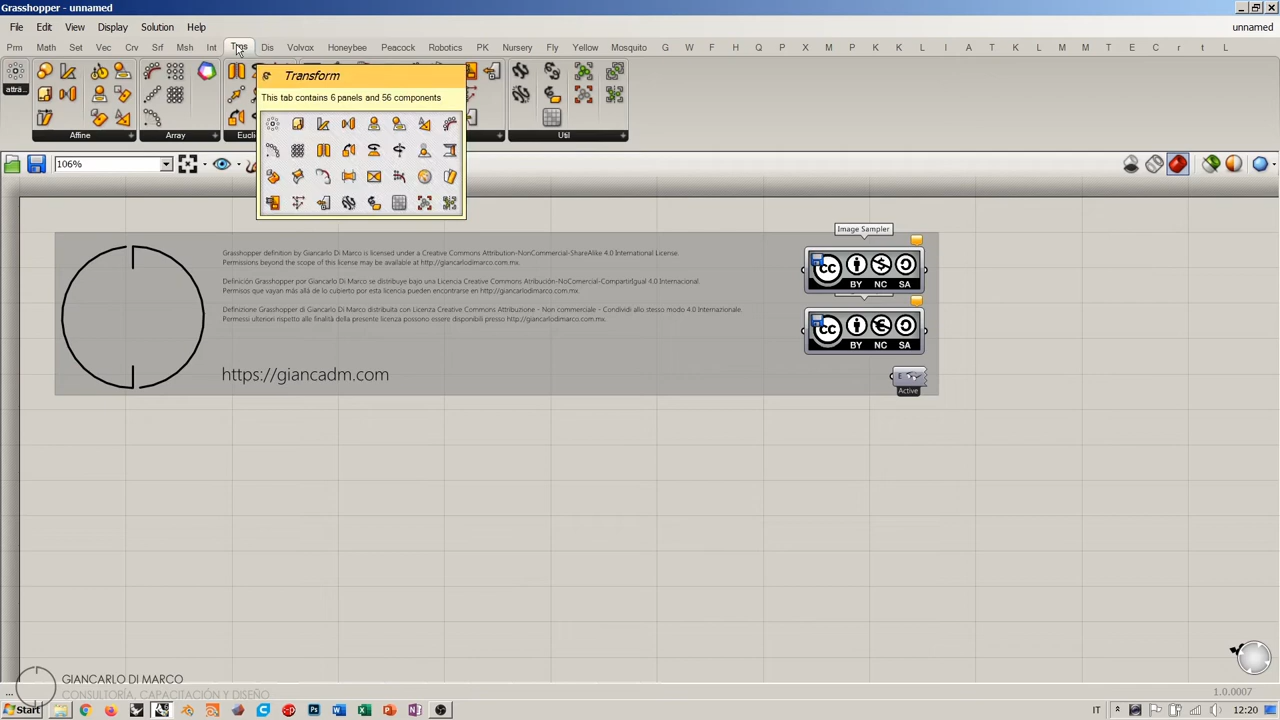 Grasshopper - unnamed
File Edit View Display Solution Help unnamed
Prm Math Set Vec Crv Srf Msh Int Trns Dis Volvox Honeybee Peacock Robotics PK Nursery Fly Yellow Mosquito G H W U D T S L E X P A P K K L I r t L
Transform
This tab contains 6 panels and 56 components
attra...
Affine Array Util
106%
Image Sampler
Grasshopper definition by Giancarlo Di Marco is licensed under a Creative Commons Attribution-NonCommercial-ShareAlike 4.0 International License.
Permissions beyond the scope of this license may be available at http://giancarlodimarco.com.mx.
Definición Grasshopper por Giancarlo Di Marco se distribuye bajo una Licencia Creative Commons Atribución-NoComercial-CompartirIgual 4.0 Internacional.
Permisos que vayan más allá de lo cubierto por esta licencia pueden encontrarse en http://giancarlodimarco.com.mx.
Definizione Grasshopper di Giancarlo Di Marco distribuita con Licenza Creative Commons Attribuzione - Non commerciale - Condividi allo stesso modo 4.0 Internazionale.
Permessi ulteriori rispetto alle finalità della presente licenza possono essere disponibili presso http://giancarlodimarco.com.mx.
https://giancadm.com
CC
BY NC SA
CC
BY NC SA
E
Active
GIANCARLO DI MARCO
CONSULTORÍA, CAPACITACIÓN Y DISEÑO
... 1.0.0007
Start IT 12:20